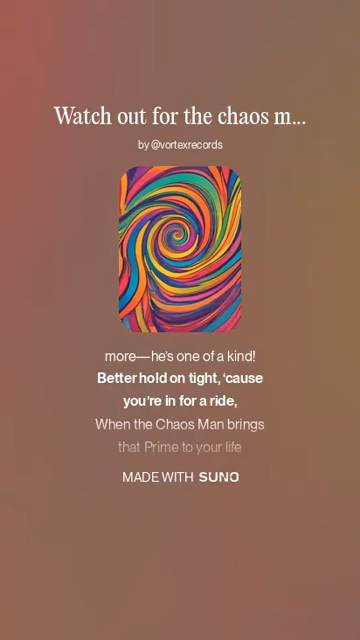 Watch out for the chaos m...
by @vortexrecords
more—he's one of a kind!
Better hold on tight, 'cause
you're in for a ride,
When the Chaos Man brings
that Prime to your life
MADE WITH SUNO